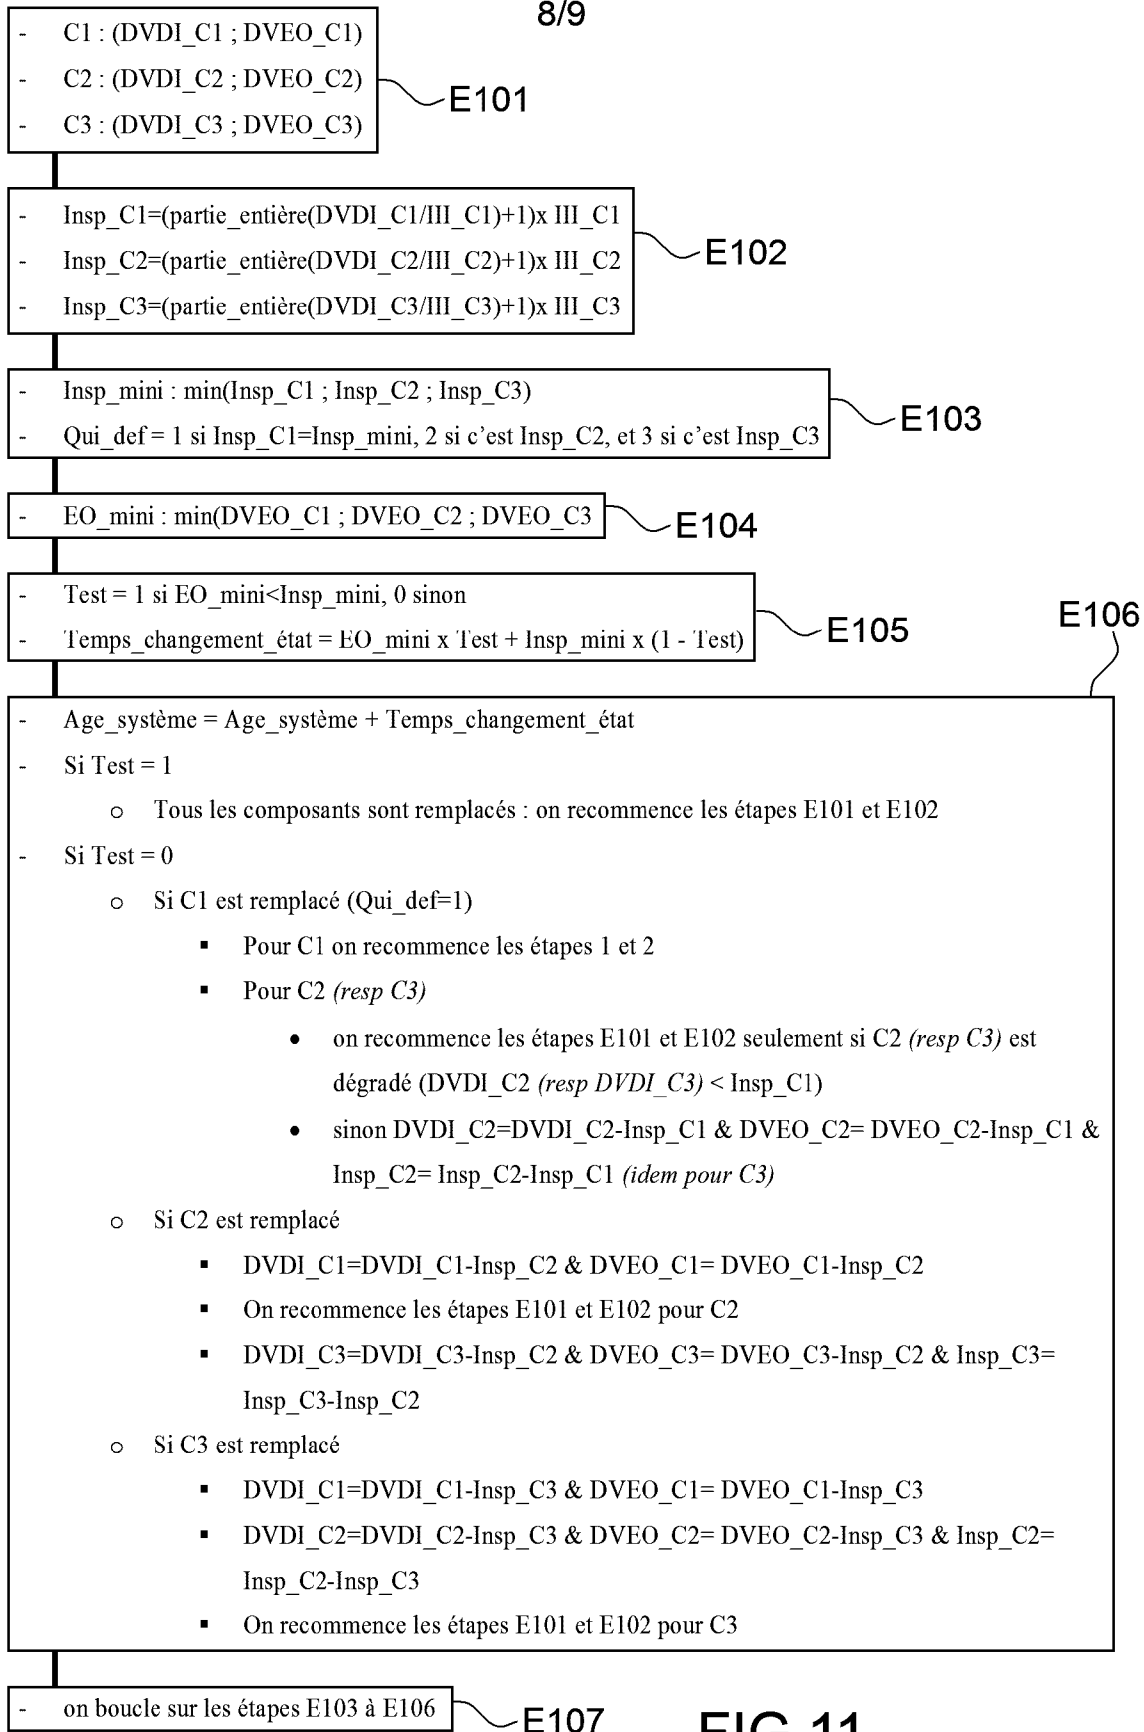 8/9
- C1 : (DVDI_C1 ; DVEO_C1)
- C2 : (DVDI_C2 ; DVEO_C2)
- C3 : (DVDI_C3 ; DVEO_C3)
E101
- Insp_C1=(partie_entière(DVDI_C1/III_C1)+1)x III_C1
- Insp_C2=(partie_entière(DVDI_C2/III_C2)+1)x III_C2
- Insp_C3=(partie_entière(DVDI_C3/III_C3)+1)x III_C3
E102
- Insp_mini : min(Insp_C1 ; Insp_C2 ; Insp_C3)
- Qui_def = 1 si Insp_C1=Insp_mini, 2 si c'est Insp_C2, et 3 si c'est Insp_C3
E103
- EO_mini : min(DVEO_C1 ; DVEO_C2 ; DVEO_C3
E104
- Test = 1 si EO_mini<Insp_mini, 0 sinon
- Temps_changement_état = EO_mini x Test + Insp_mini x (1 - Test)
E105
E106
- Age_système = Age_système + Temps_changement_état
- Si Test = 1
o Tous les composants sont remplacés : on recommence les étapes E101 et E102
- Si Test = 0
o Si C1 est remplacé (Qui_def=1)
▪ Pour C1 on recommence les étapes 1 et 2
▪ Pour C2 (resp C3)
• on recommence les étapes E101 et E102 seulement si C2 (resp C3) est
dégradé (DVDI_C2 (resp DVDI_C3) < Insp_C1)
• sinon DVDI_C2=DVDI_C2-Insp_C1 & DVEO_C2= DVEO_C2-Insp_C1 &
Insp_C2= Insp_C2-Insp_C1 (idem pour C3)
o Si C2 est remplacé
▪ DVDI_C1=DVDI_C1-Insp_C2 & DVEO_C1= DVEO_C1-Insp_C2
▪ On recommence les étapes E101 et E102 pour C2
▪ DVDI_C3=DVDI_C3-Insp_C2 & DVEO_C3= DVEO_C3-Insp_C2 & Insp_C3=
Insp_C3-Insp_C2
o Si C3 est remplacé
▪ DVDI_C1=DVDI_C1-Insp_C3 & DVEO_C1= DVEO_C1-Insp_C3
▪ DVDI_C2=DVDI_C2-Insp_C3 & DVEO_C2= DVEO_C2-Insp_C3 & Insp_C2=
Insp_C2-Insp_C3
▪ On recommence les étapes E101 et E102 pour C3
- on boucle sur les étapes E103 à E106
E107
FIG. 11